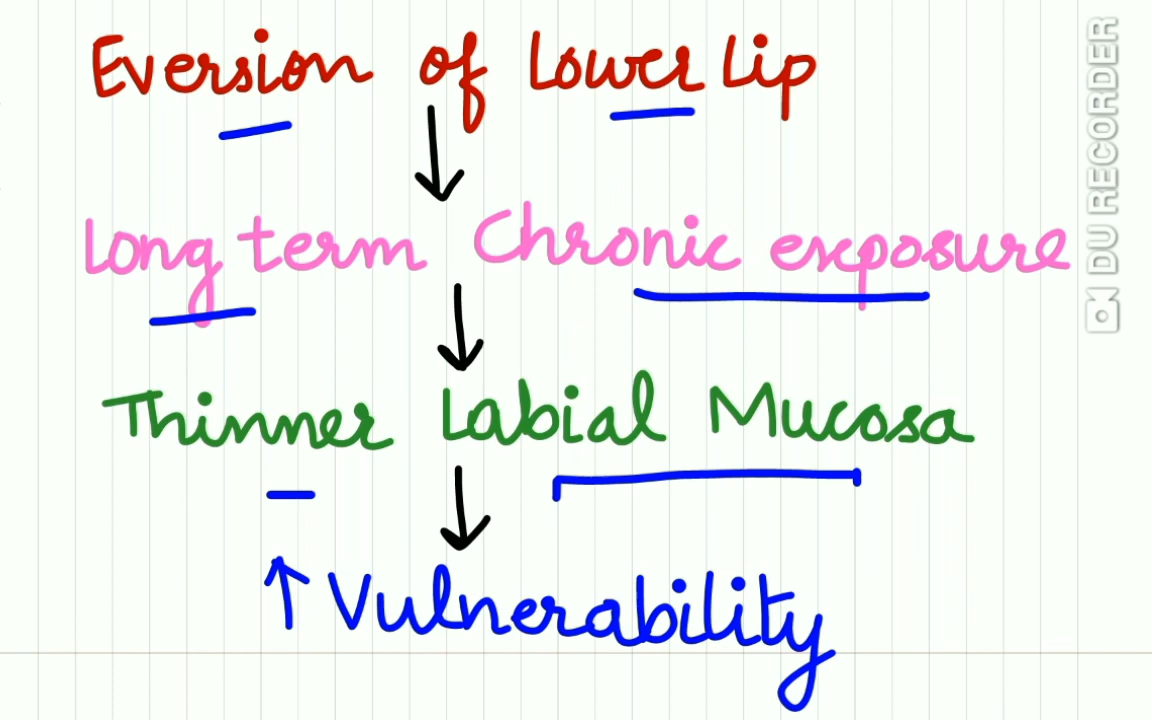 Eversion of Lower Lip
↓
Long term Chronic exposure
↓
Thinner Labial Mucosa
↓
↑ Vulnerability
DU RECORDER